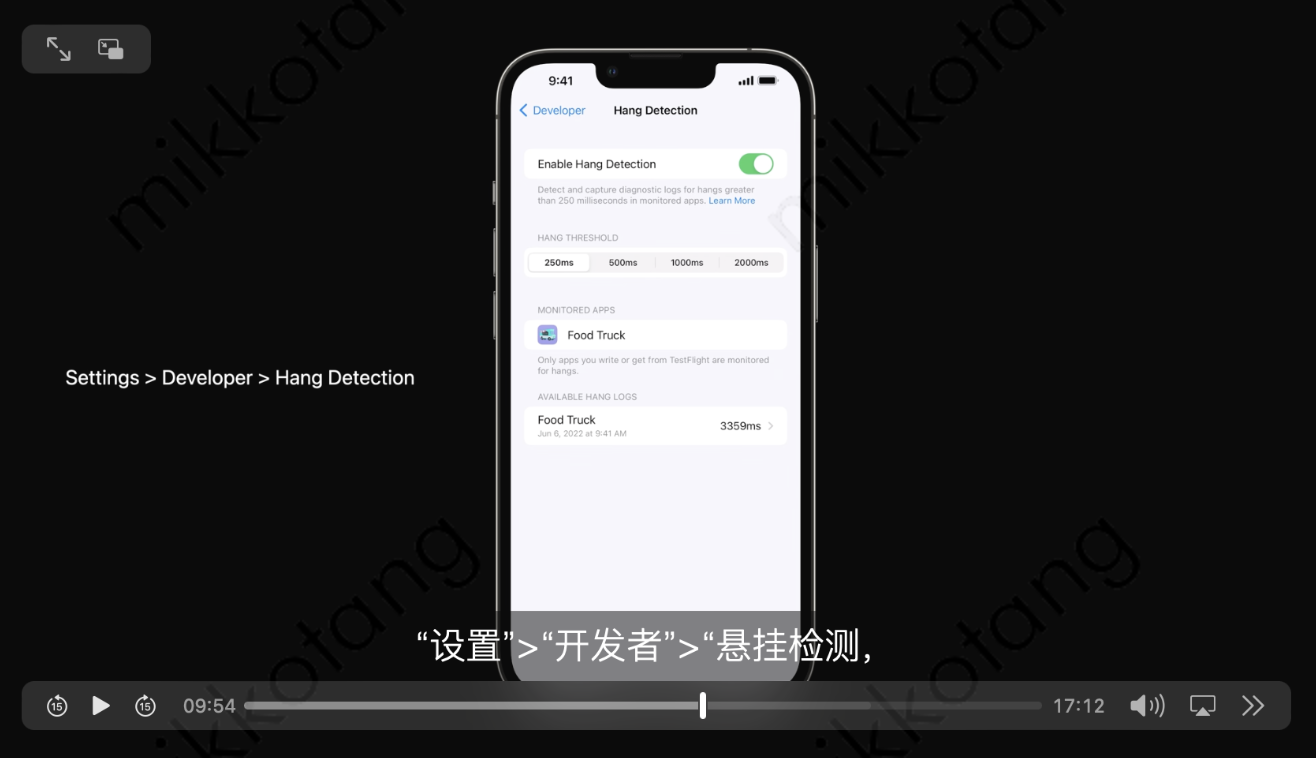 mikkotang
mikkotang
9:41
Developer
Hang Detection
Enable Hang Detection
Detect and capture diagnostic logs for hangs greater
than 250 milliseconds in monitored apps. Learn More
HANG THRESHOLD
250ms 500ms 1000ms 2000ms
MONITORED APPS
Food Truck
Only apps you write or get from TestFlight are monitored
for hangs.
Settings > Developer > Hang Detection
AVAILABLE HANG LOGS
Food Truck
3359ms
Jun 6, 2022 at 9:41 AM
mikkotang
mikkotang
“设置”>“开发者”>“悬挂检测,
15
15
09:54
17:12